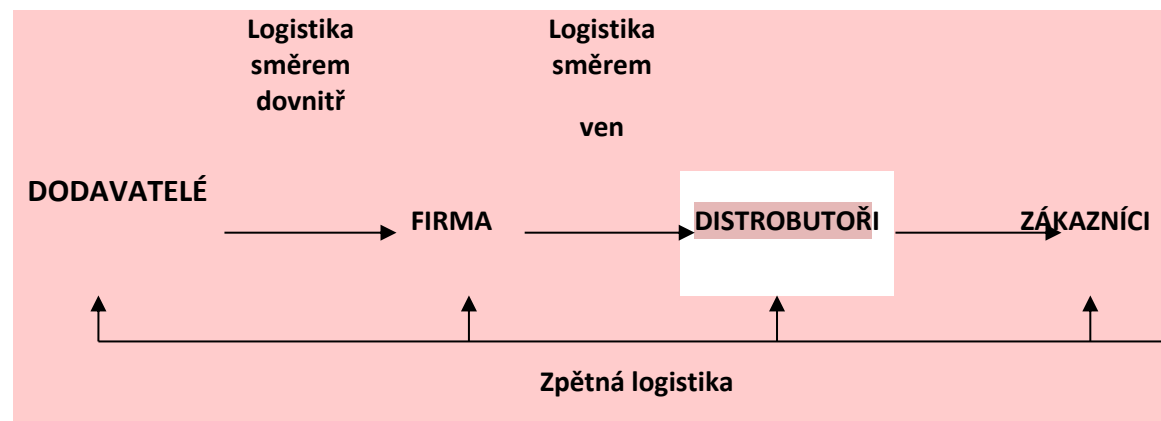 Logistika
směrem
dovnitř
Logistika
směrem
ven
DODAVATELÉ
FIRMA
DISTROBUTOŘI
ZÁKAZNÍCI
Zpětná logistika